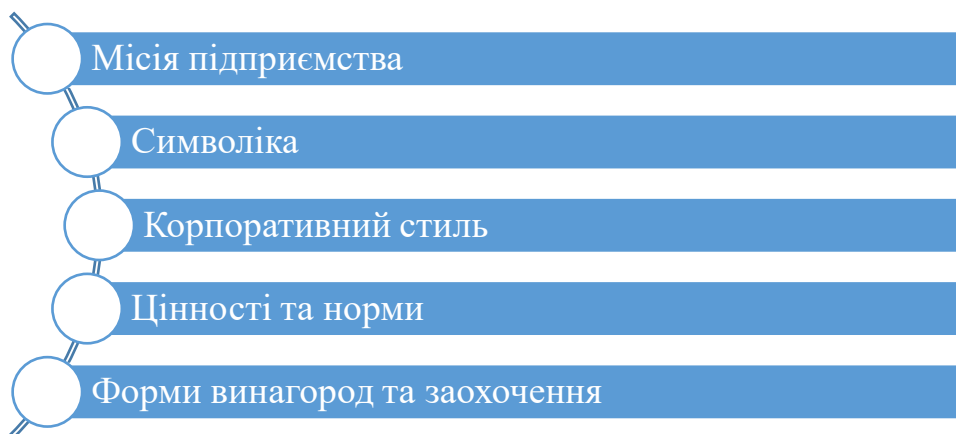 Місія підприємства
Символіка
Корпоративний стиль
Цінності та норми
Форми винагород та заохочення